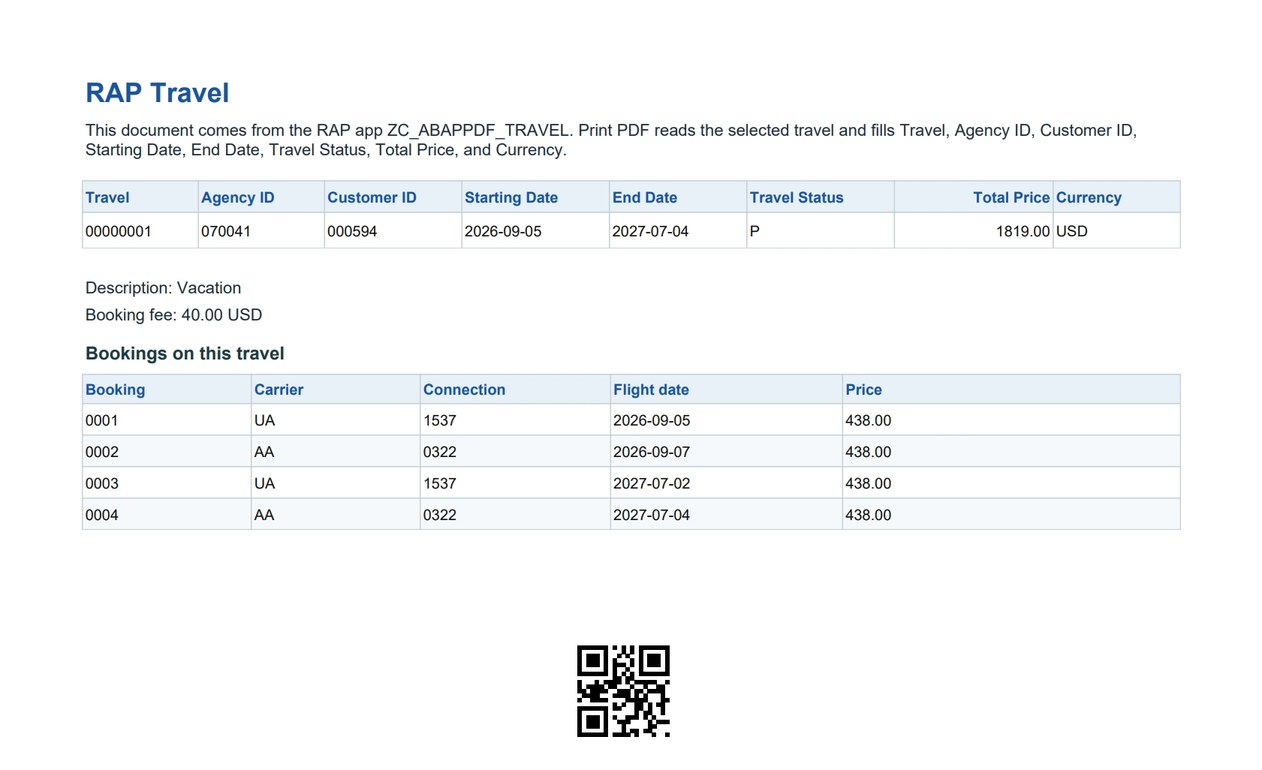 RAP Travel
This document comes from the RAP app ZC_ABAPPDF_TRAVEL. Print PDF reads the selected travel and fills Travel, Agency ID, Customer ID,
Starting Date, End Date, Travel Status, Total Price, and Currency.
Travel Agency ID Customer ID Starting Date End Date Travel Status Total Price Currency
00000001 070041 000594 2026-09-05 2027-07-04 P 1819.00 USD
Description: Vacation
Booking fee: 40.00 USD
Bookings on this travel
Booking Carrier Connection Flight date Price
0001 UA 1537 2026-09-05 438.00
0002 AA 0322 2026-09-07 438.00
0003 UA 1537 2027-07-02 438.00
0004 AA 0322 2027-07-04 438.00